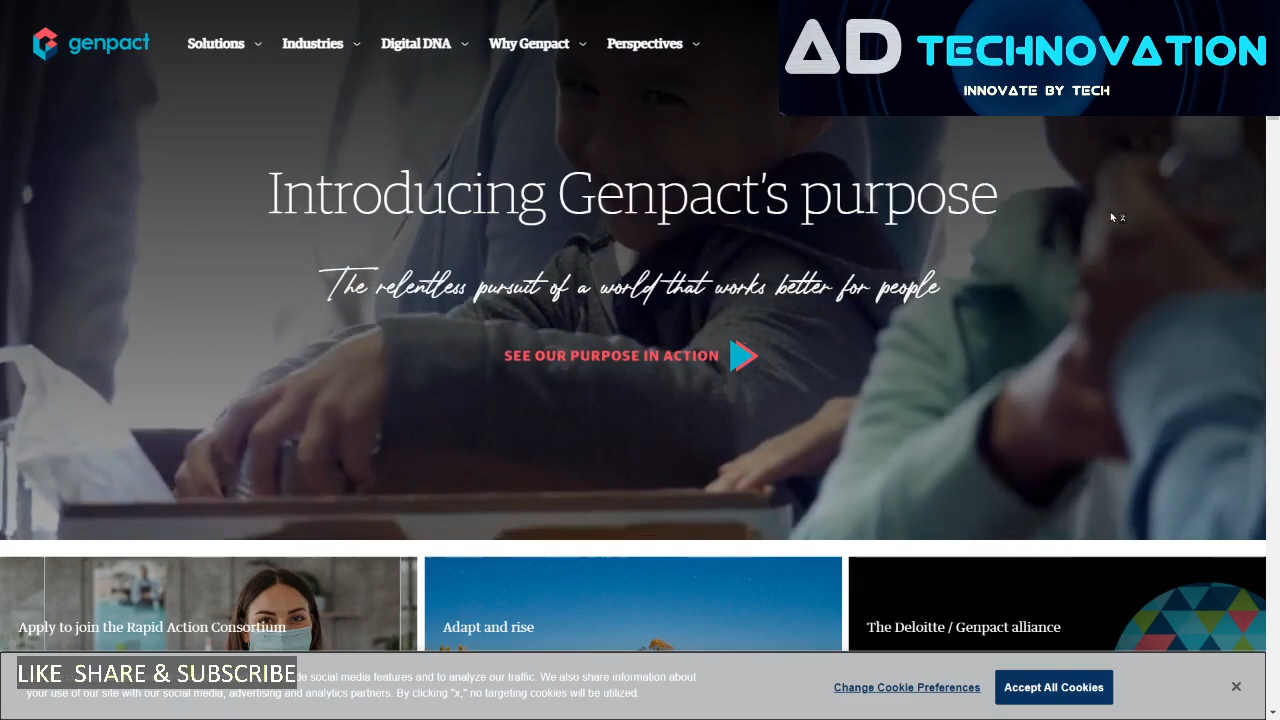 genpact
Solutions
Industries
Digital DNA
Why Genpact
Perspectives
AD TECHNOVATION
INNOVATE BY TECH
Introducing Genpact's purpose
The relentless pursuit of a world that works better for people
SEE OUR PURPOSE IN ACTION
Apply to join the Rapid Action Consortium
Adapt and rise
The Deloitte / Genpact alliance
LIKE SHARE & SUBSCRIBE
social media features and to analyze our traffic. We also share information about
your use of our site with our social media, advertising and analytics partners. By clicking "x," no targeting cookies will be utilized.
Change Cookie Preferences
Accept All Cookies